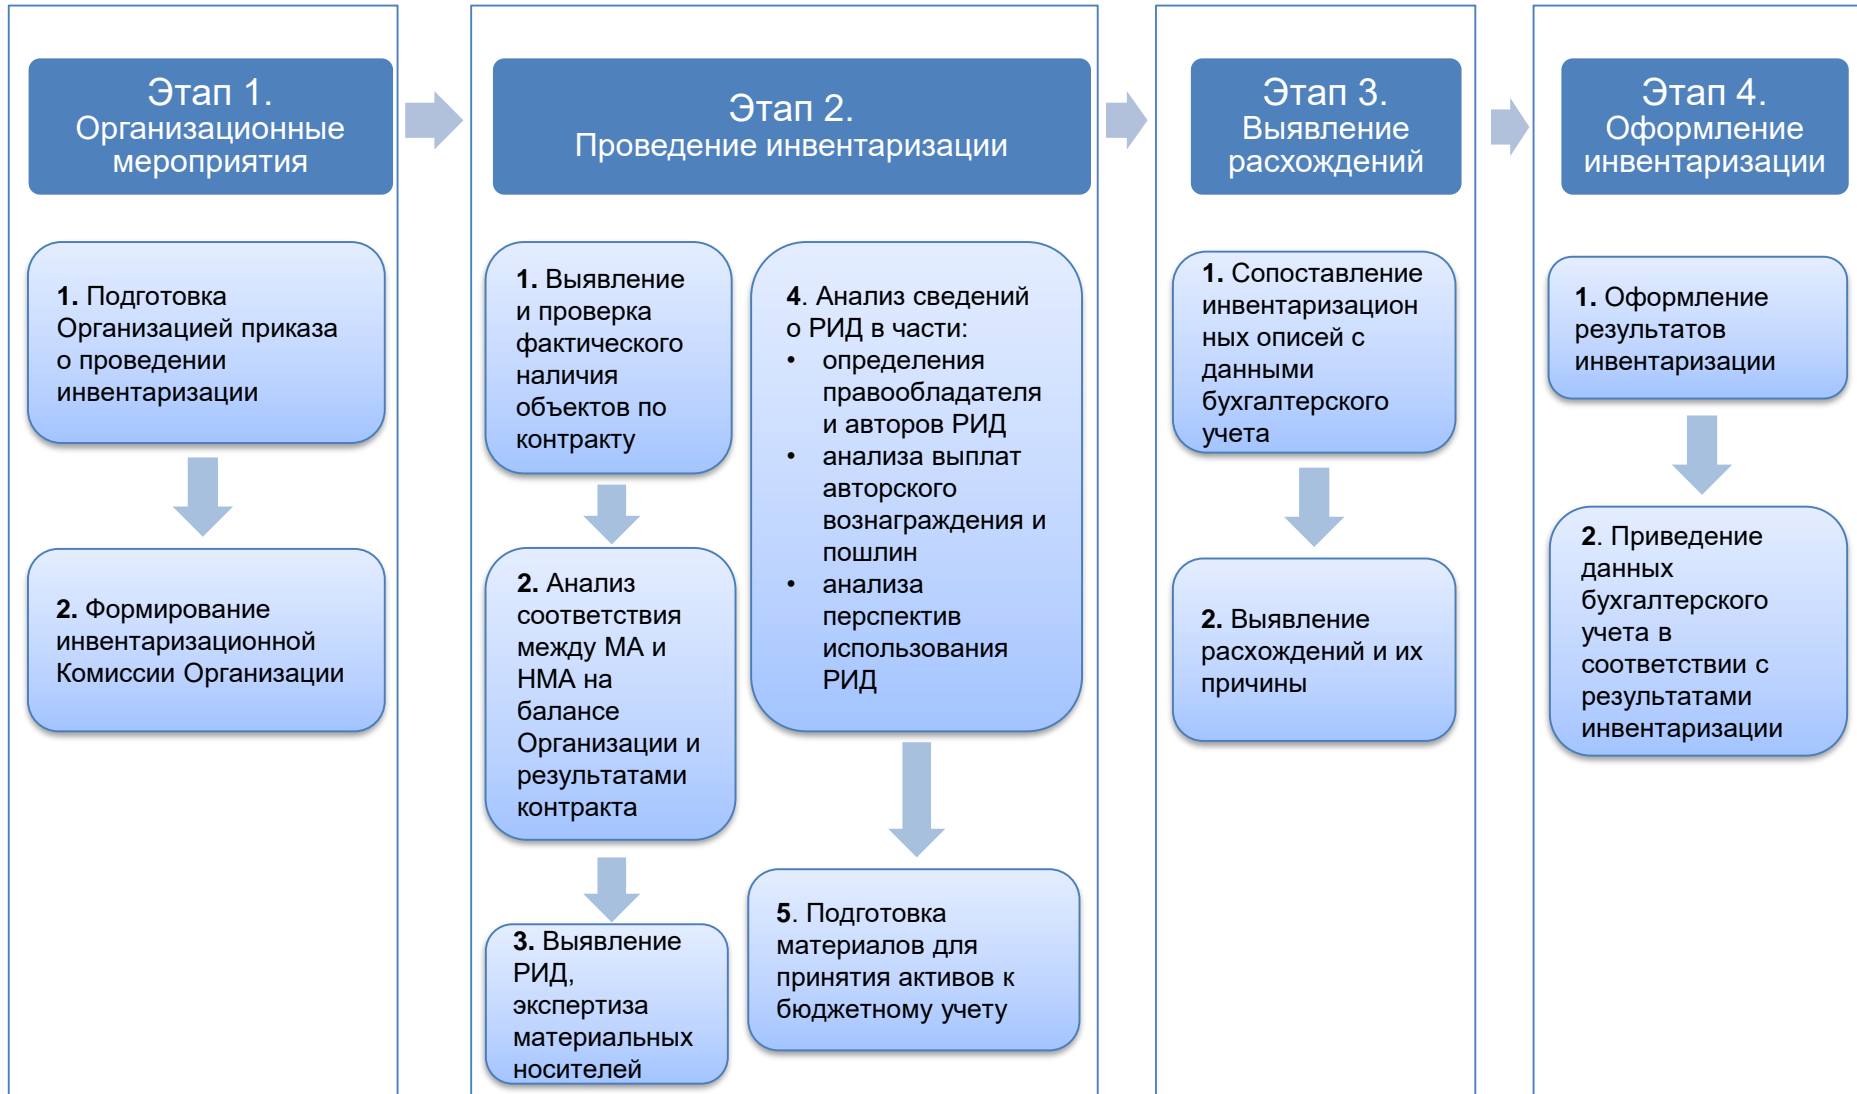 Этап 1.
Организационные
мероприятия
1. Подготовка
Организацией приказа
о проведении
инвентаризации
2. Формирование
инвентаризационной
Комиссии Организации
Этап 2.
Проведение инвентаризации
1. Выявление
и проверка
фактического
наличия
объектов по
контракту
2. Анализ
соответствия
между МА и
НМА на
балансе
Организации и
результатами
контракта
3. Выявление
РИД,
экспертиза
материальных
носителей
4. Анализ сведений
о РИД в части:
• определения
правообладателя
и авторов РИД
• анализа выплат
авторского
вознаграждения и
пошлин
• анализа
перспектив
использования
РИД
5. Подготовка
материалов для
принятия активов к
бюджетному учету
Этап 3.
Выявление
расхождений
1. Сопоставление
инвентаризацион
ных описей с
данными
бухгалтерского
учета
2. Выявление
расхождений и их
причины
Этап 4.
Оформление
инвентаризации
1. Оформление
результатов
инвентаризации
2. Приведение
данных
бухгалтерского
учета в
соответствии с
результатами
инвентаризации